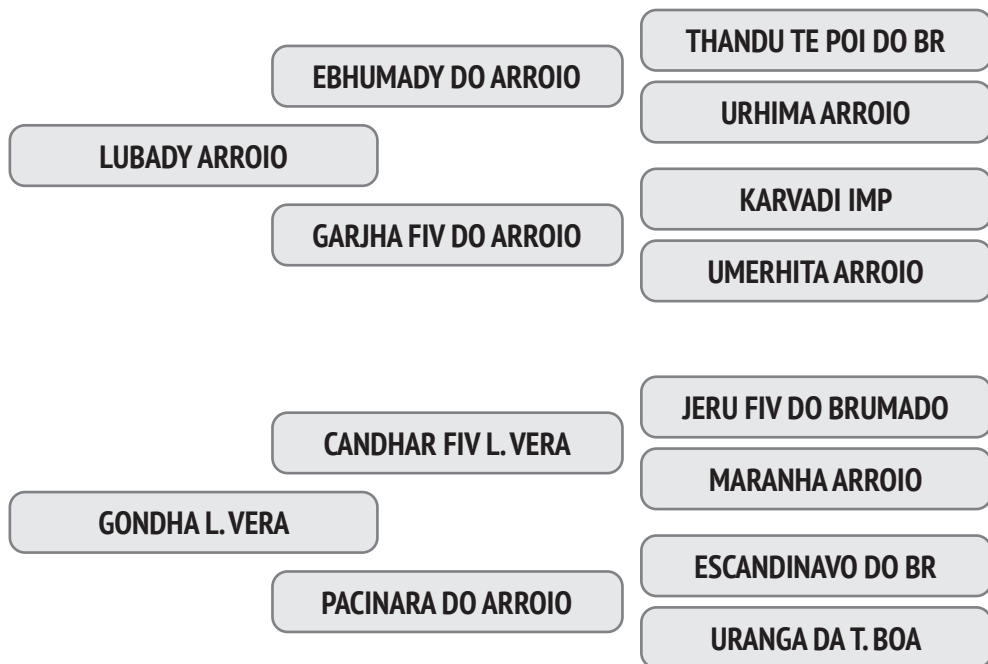 THANDU TE POI DO BR
EBHUMADY DO ARROIO
URHIMA ARROIO
LUBADY ARROIO
KARVADI IMP
GARJHA FIV DO ARROIO
UMERHITA ARROIO
JERU FIV DO BRUMADO
CANDHAR FIV L. VERA
MARANHA ARROIO
GONDHA L. VERA
ESCANDINAVO DO BR
PACINARA DO ARROIO
URANGA DA T. BOA